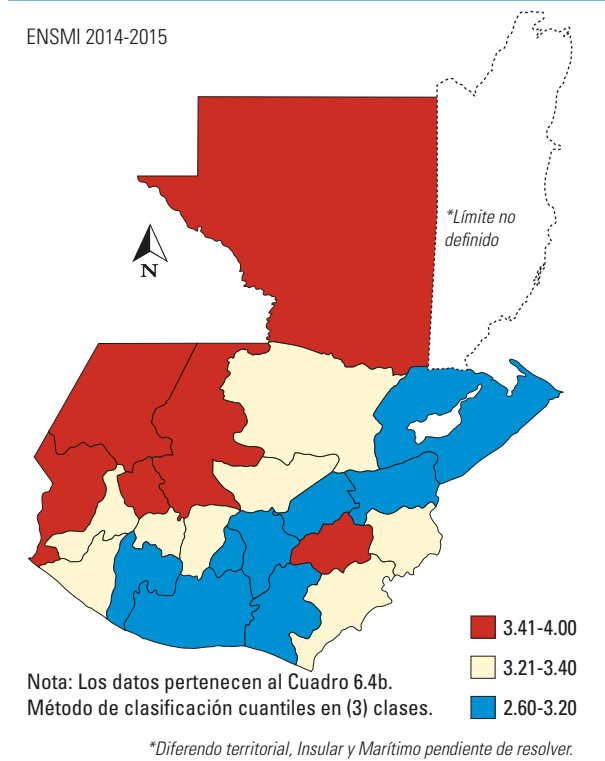 ENSMI 2014-2015
*Límite no
definido
N
3.41-4.00
3.21-3.40
2.60-3.20
Nota: Los datos pertenecen al Cuadro 6.4b.
Método de clasificación cuantiles en (3) clases.
*Diferendo territorial, Insular y Marítimo pendiente de resolver.